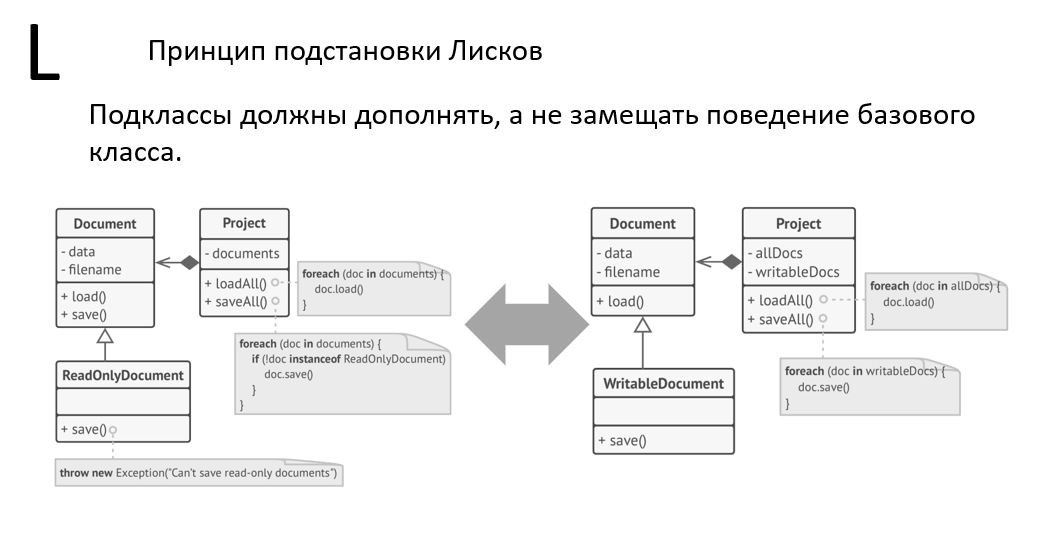 L
Принцип подстановки Лисков
Подклассы должны дополнять, а не замещать поведение базового
класса.
Document
- data
- filename
+ load()
+ save()
Project
- documents
+ loadAll()
+ saveAll()
foreach (doc in documents) {
doc.load()
}
foreach (doc in documents) {
if (!doc instanceof ReadOnlyDocument)
doc.save()
}
}
ReadOnlyDocument
+ save()
throw new Exception("Can't save read-only documents")
Document
- data
- filename
+ load()
Project
- allDocs
- writableDocs
+ loadAll()
+ saveAll()
foreach (doc in allDocs) {
doc.load()
}
foreach (doc in writableDocs) {
doc.save()
}
WritableDocument
+ save()